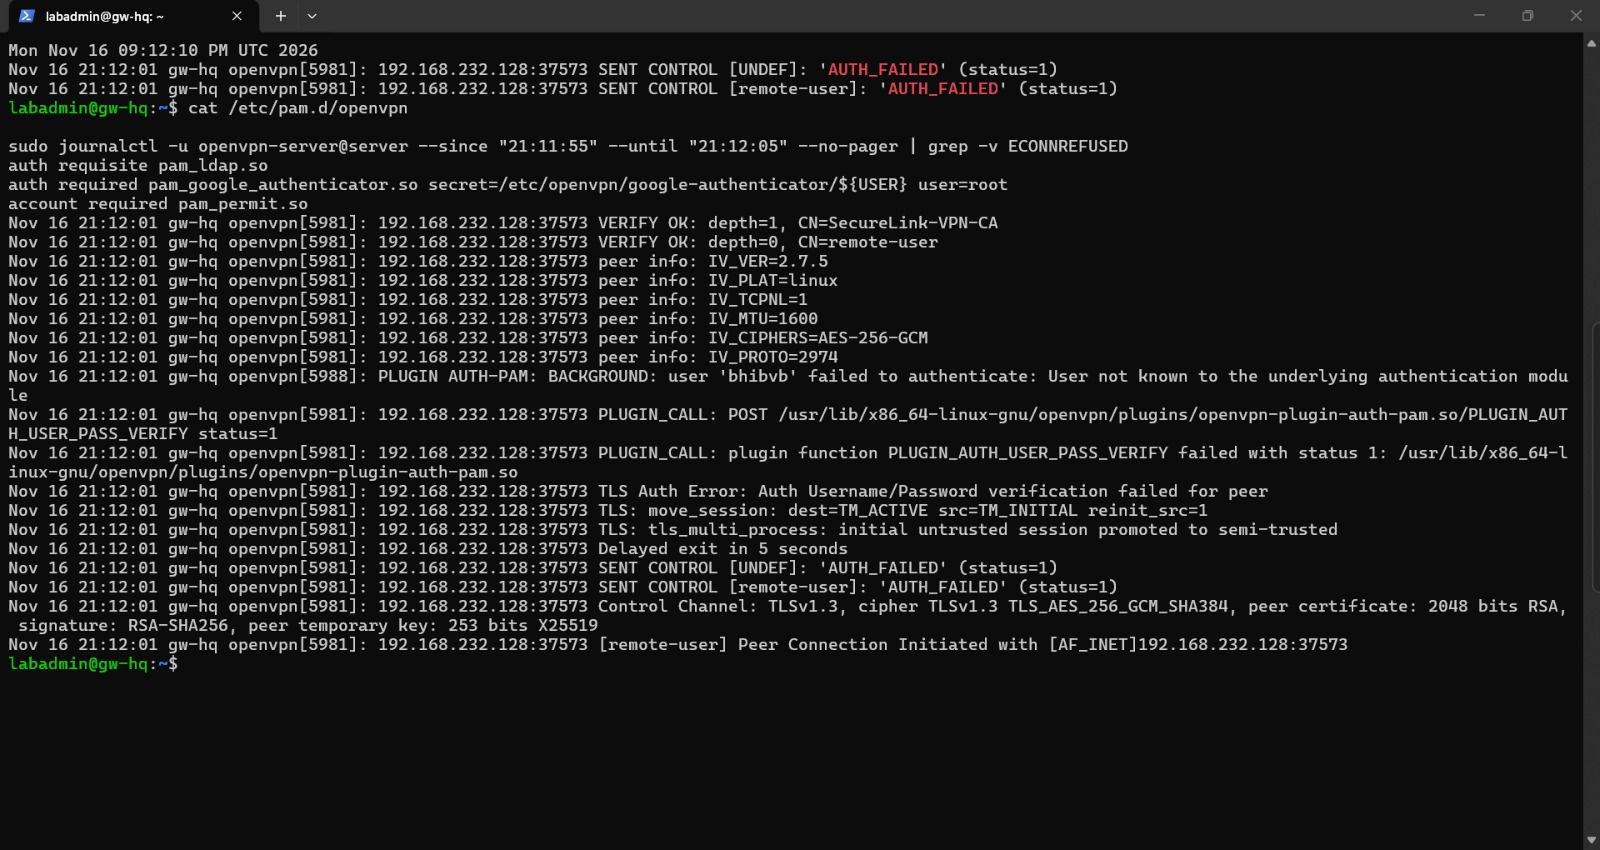 labadmin@gw-hq: ~
Mon Nov 16 09:12:10 PM UTC 2026
Nov 16 21:12:01 gw-hq openvpn[5981]: 192.168.232.128:37573 SENT CONTROL [UNDEF]: 'AUTH_FAILED' (status=1)
Nov 16 21:12:01 gw-hq openvpn[5981]: 192.168.232.128:37573 SENT CONTROL [remote-user]: 'AUTH_FAILED' (status=1)
labadmin@gw-hq:~$ cat /etc/pam.d/openvpn
sudo journalctl -u openvpn-server@server --since "21:11:55" --until "21:12:05" --no-pager | grep -v ECONNREFUSED
auth requisite pam_ldap.so
auth required pam_google_authenticator.so secret=/etc/openvpn/google-authenticator/${USER} user=root
account required pam_permit.so
Nov 16 21:12:01 gw-hq openvpn[5981]: 192.168.232.128:37573 VERIFY OK: depth=1, CN=SecureLink-VPN-CA
Nov 16 21:12:01 gw-hq openvpn[5981]: 192.168.232.128:37573 VERIFY OK: depth=0, CN=remote-user
Nov 16 21:12:01 gw-hq openvpn[5981]: 192.168.232.128:37573 peer info: IV_VER=2.7.5
Nov 16 21:12:01 gw-hq openvpn[5981]: 192.168.232.128:37573 peer info: IV_PLAT=linux
Nov 16 21:12:01 gw-hq openvpn[5981]: 192.168.232.128:37573 peer info: IV_TCPNL=1
Nov 16 21:12:01 gw-hq openvpn[5981]: 192.168.232.128:37573 peer info: IV_MTU=1600
Nov 16 21:12:01 gw-hq openvpn[5981]: 192.168.232.128:37573 peer info: IV_CIPHERS=AES-256-GCM
Nov 16 21:12:01 gw-hq openvpn[5981]: 192.168.232.128:37573 peer info: IV_PROTO=2974
Nov 16 21:12:01 gw-hq openvpn[5988]: PLUGIN AUTH-PAM: BACKGROUND: user 'bhibvb' failed to authenticate: User not known to the underlying authentication modu
le
Nov 16 21:12:01 gw-hq openvpn[5981]: 192.168.232.128:37573 PLUGIN_CALL: POST /usr/lib/x86_64-linux-gnu/openvpn/plugins/openvpn-plugin-auth-pam.so/PLUGIN_AUT
H_USER_PASS_VERIFY status=1
Nov 16 21:12:01 gw-hq openvpn[5981]: 192.168.232.128:37573 PLUGIN_CALL: plugin function PLUGIN_AUTH_USER_PASS_VERIFY failed with status 1: /usr/lib/x86_64-l
inux-gnu/openvpn/plugins/openvpn-plugin-auth-pam.so
Nov 16 21:12:01 gw-hq openvpn[5981]: 192.168.232.128:37573 TLS Auth Error: Auth Username/Password verification failed for peer
Nov 16 21:12:01 gw-hq openvpn[5981]: 192.168.232.128:37573 TLS: move_session: dest=TM_ACTIVE src=TM_INITIAL reinit_src=1
Nov 16 21:12:01 gw-hq openvpn[5981]: 192.168.232.128:37573 TLS: tls_multi_process: initial untrusted session promoted to semi-trusted
Nov 16 21:12:01 gw-hq openvpn[5981]: 192.168.232.128:37573 Delayed exit in 5 seconds
Nov 16 21:12:01 gw-hq openvpn[5981]: 192.168.232.128:37573 SENT CONTROL [UNDEF]: 'AUTH_FAILED' (status=1)
Nov 16 21:12:01 gw-hq openvpn[5981]: 192.168.232.128:37573 SENT CONTROL [remote-user]: 'AUTH_FAILED' (status=1)
Nov 16 21:12:01 gw-hq openvpn[5981]: 192.168.232.128:37573 Control Channel: TLSv1.3, cipher TLSv1.3 TLS_AES_256_GCM_SHA384, peer certificate: 2048 bits RSA,
 signature: RSA-SHA256, peer temporary key: 253 bits X25519
Nov 16 21:12:01 gw-hq openvpn[5981]: 192.168.232.128:37573 [remote-user] Peer Connection Initiated with [AF_INET]192.168.232.128:37573
labadmin@gw-hq:~$